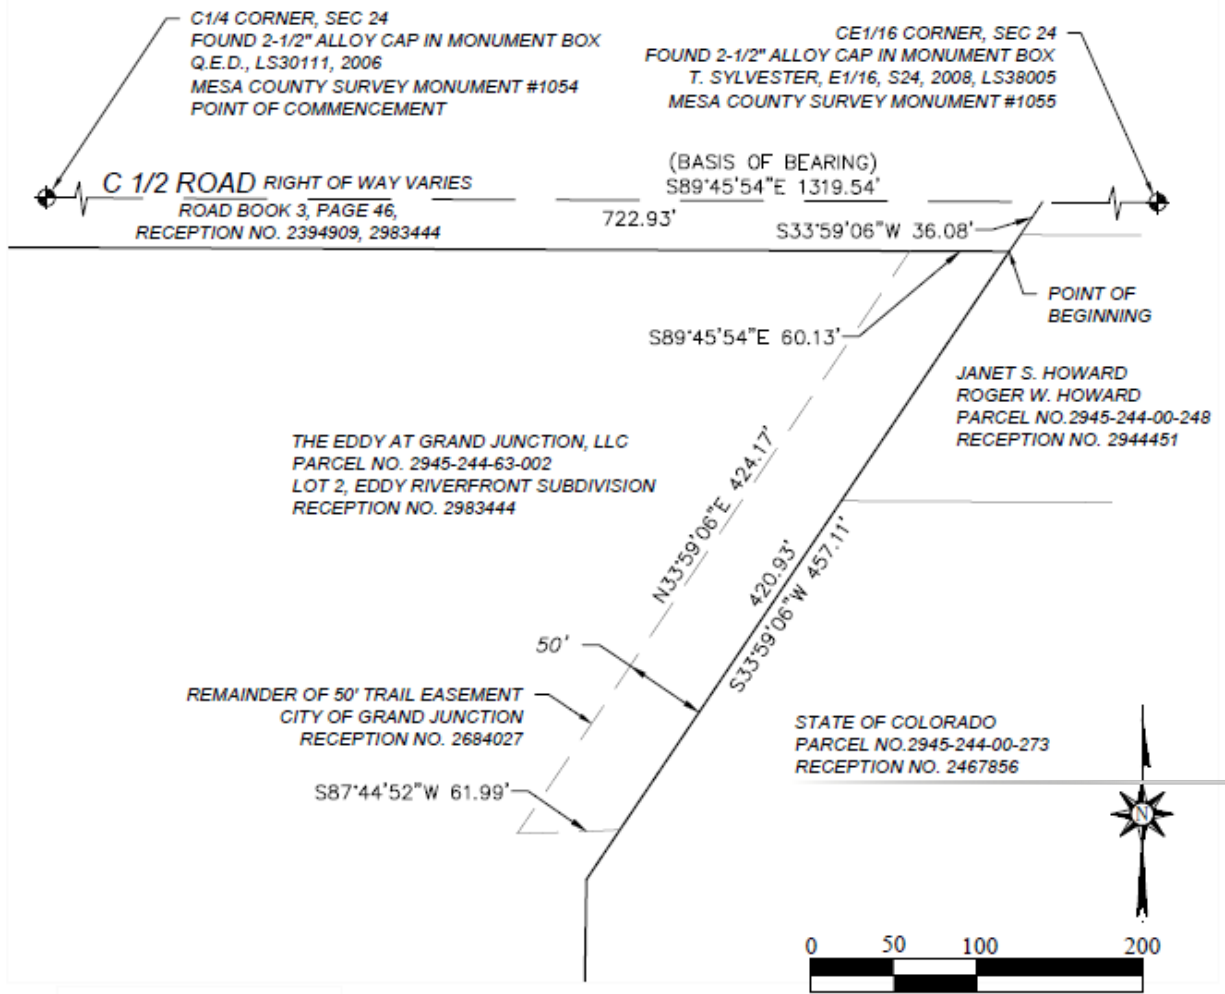 C1/4 CORNER, SEC 24
FOUND 2-1/2" ALLOY CAP IN MONUMENT BOX
Q.E.D., LS30111, 2006
MESA COUNTY SURVEY MONUMENT #1054
POINT OF COMMENCEMENT
CE1/16 CORNER, SEC 24
FOUND 2-1/2" ALLOY CAP IN MONUMENT BOX
T. SYLVESTER, E1/16, S24, 2008, LS38005
MESA COUNTY SURVEY MONUMENT #1055
(BASIS OF BEARING)
S89°45'54"E 1319.54'
C 1/2 ROAD RIGHT OF WAY VARIES
ROAD BOOK 3, PAGE 46,
RECEPTION NO. 2394909, 2983444
722.93'
S33°59'06"W 36.08'
POINT OF
BEGINNING
S89°45'54"E 60.13'
JANET S. HOWARD
ROGER W. HOWARD
PARCEL NO.2945-244-00-248
RECEPTION NO. 2944451
THE EDDY AT GRAND JUNCTION, LLC
PARCEL NO. 2945-244-63-002
LOT 2, EDDY RIVERFRONT SUBDIVISION
RECEPTION NO. 2983444
N33°59'06"E 424.17'
420.93'
S33°59'06"W 457.11'
50'
REMAINDER OF 50' TRAIL EASEMENT
CITY OF GRAND JUNCTION
RECEPTION NO. 2684027
STATE OF COLORADO
PARCEL NO.2945-244-00-273
RECEPTION NO. 2467856
S87°44'52"W 61.99'
N
0 50 100 200